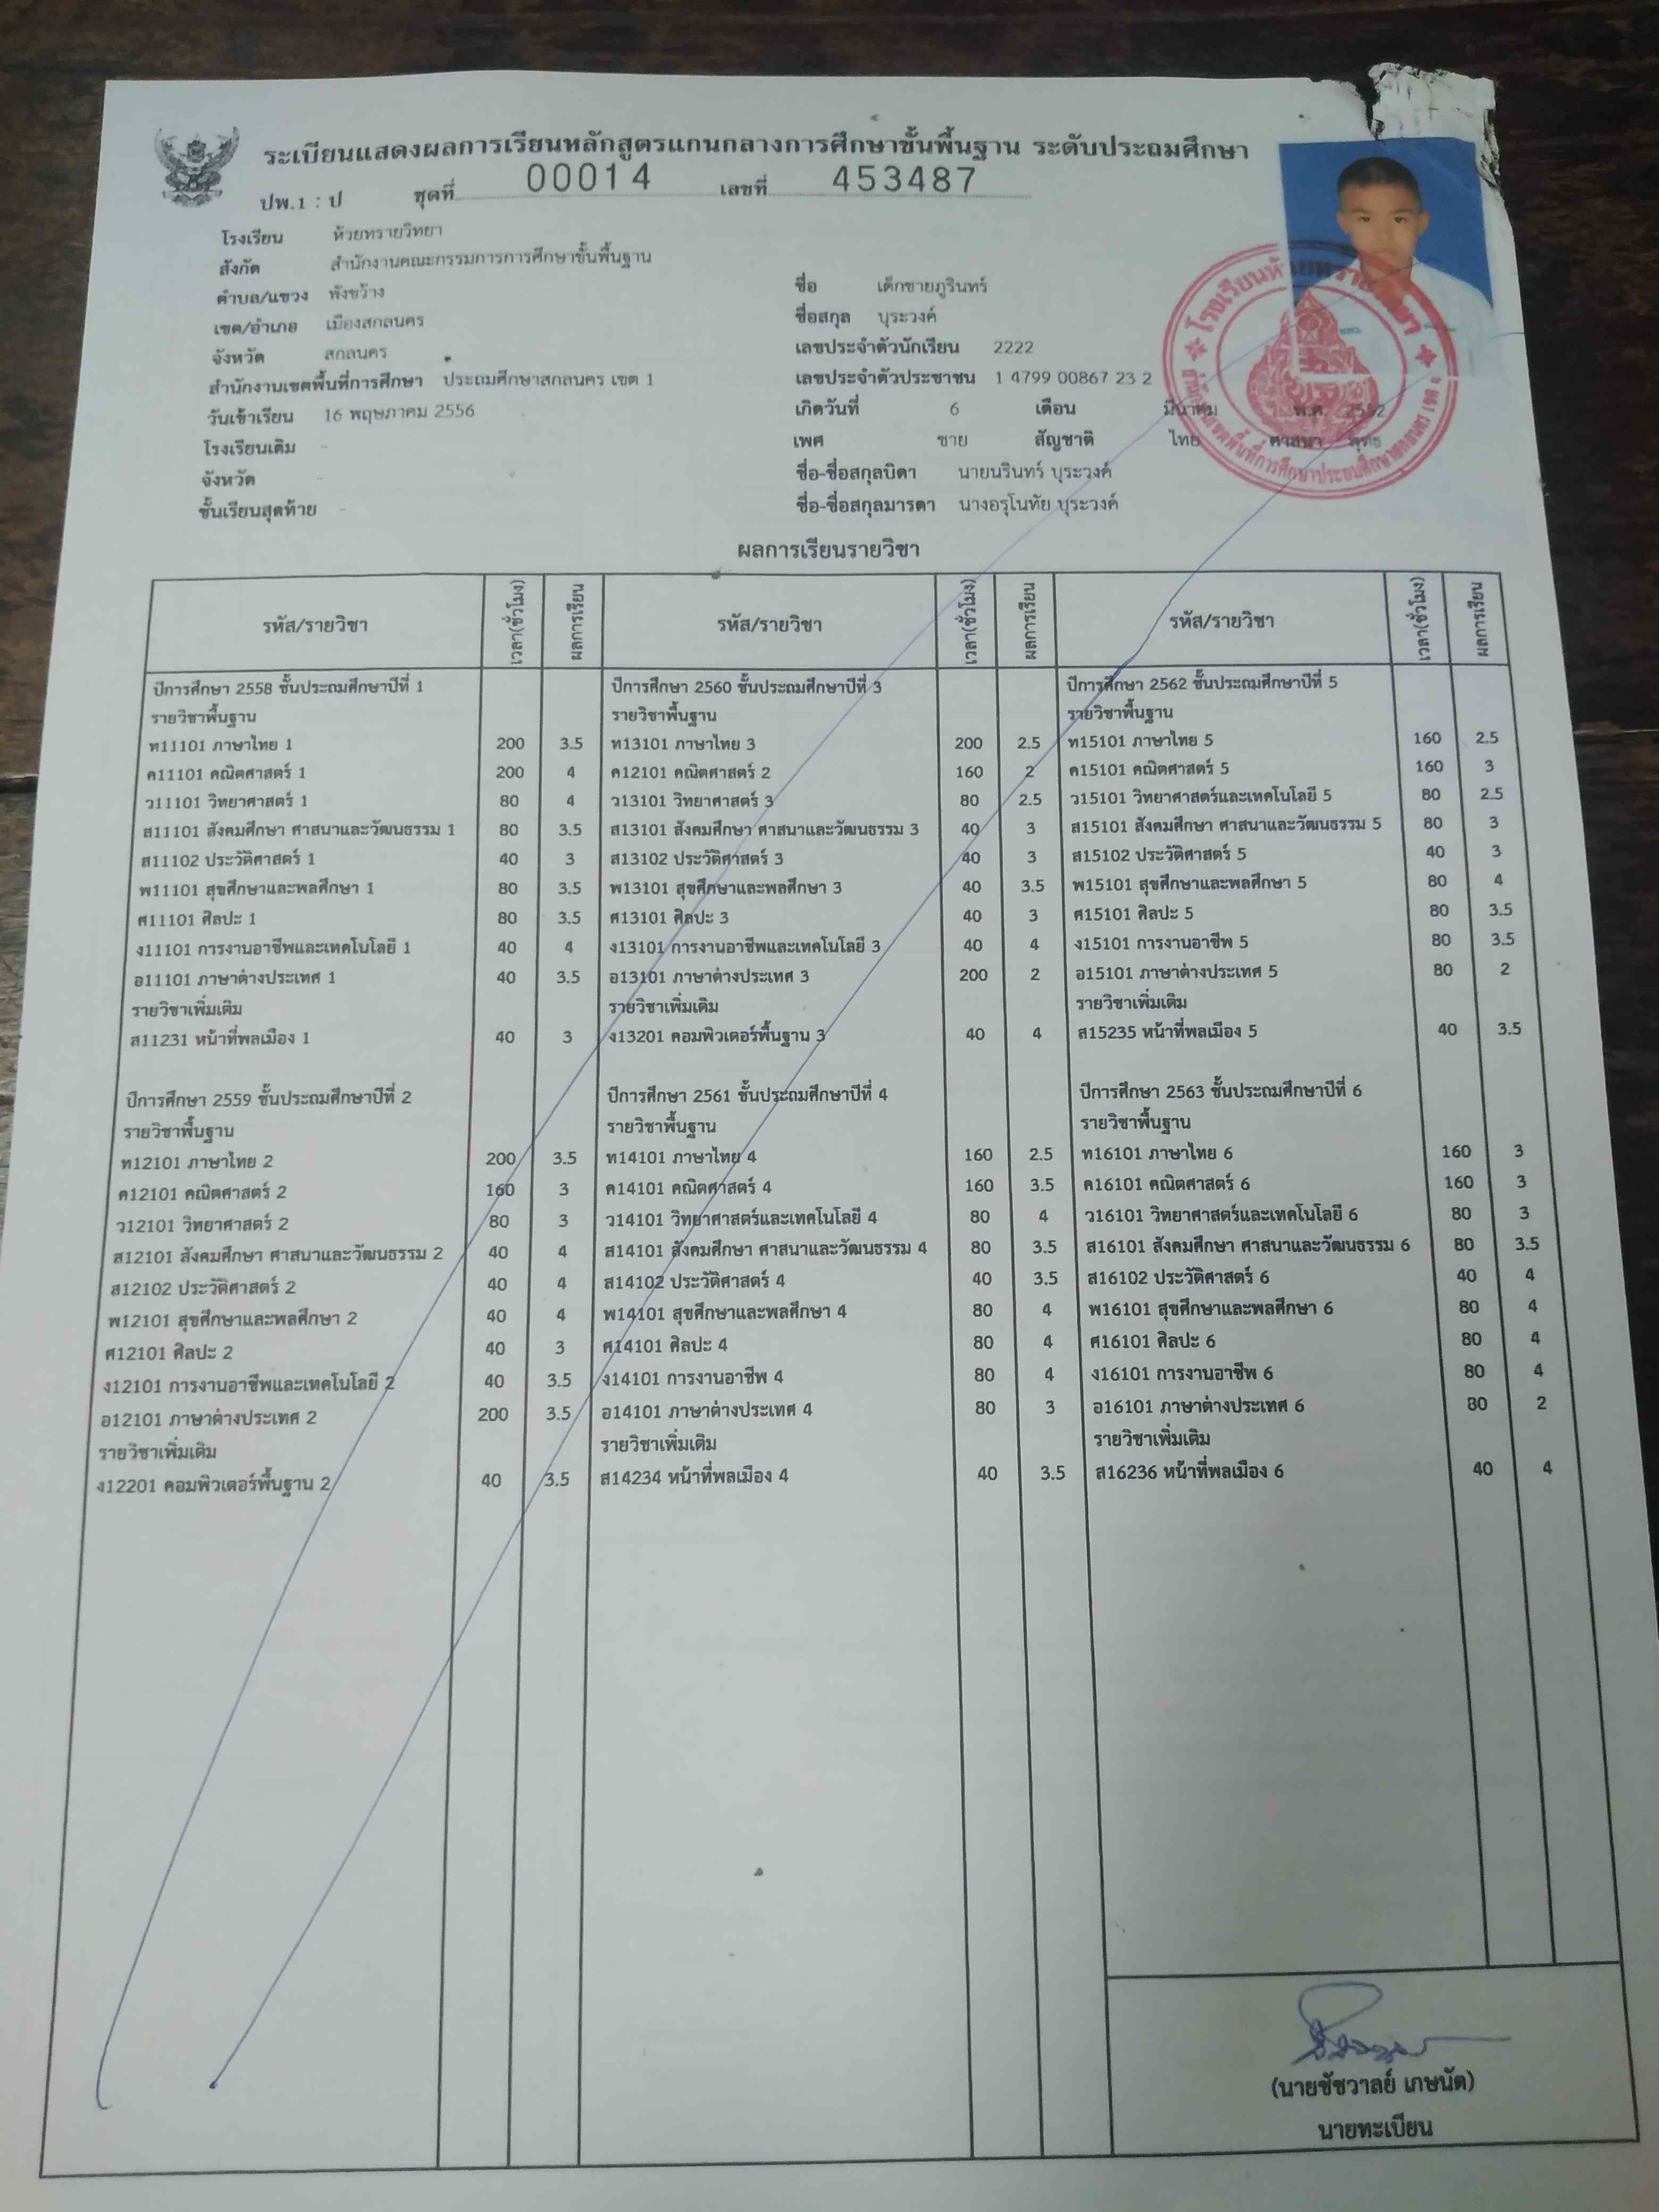 ระเบียนแสดงผลการเรียนหลักสูตรแกนกลางการศึกษาขั้นพื้นฐาน ระดับประถมศึกษา
ปพ.1 : ป ชุดที่ 00014 เลขที่ 453487
โรงเรียน ห้วยทรายวิทยา
สังกัด สำนักงานคณะกรรมการการศึกษาขั้นพื้นฐาน
ตำบล/แขวง พังขว้าง
เขต/อำเภอ เมืองสกลนคร
จังหวัด สกลนคร
สำนักงานเขตพื้นที่การศึกษา ประถมศึกษาสกลนคร เขต 1
วันเข้าเรียน 16 พฤษภาคม 2556
โรงเรียนเดิม -
จังหวัด -
ชั้นเรียนสุดท้าย -
ชื่อ เด็กชายภูรินทร์
ชื่อสกุล บุระวงค์
เลขประจำตัวนักเรียน 2222
เลขประจำตัวประชาชน 1 4799 00867 23 2
เกิดวันที่ 6 เดือน มีนาคม พ.ศ. 2552
เพศ ชาย สัญชาติ ไทย ศาสนา พุทธ
ชื่อ-ชื่อสกุลบิดา นายนรินทร์ บุระวงค์
ชื่อ-ชื่อสกุลมารดา นางอรุโนทัย บุระวงค์
ผลการเรียนรายวิชา
รหัส/รายวิชา เวลา(ชั่วโมง) ผลการเรียน รหัส/รายวิชา เวลา(ชั่วโมง) ผลการเรียน รหัส/รายวิชา เวลา(ชั่วโมง) ผลการเรียน
ปีการศึกษา 2558 ชั้นประถมศึกษาปีที่ 1
รายวิชาพื้นฐาน
ท11101 ภาษาไทย 1 200 3.5
ค11101 คณิตศาสตร์ 1 200 4
ว11101 วิทยาศาสตร์ 1 80 4
ส11101 สังคมศึกษา ศาสนาและวัฒนธรรม 1 80 3.5
ส11102 ประวัติศาสตร์ 1 40 3
พ11101 สุขศึกษาและพลศึกษา 1 80 3.5
ศ11101 ศิลปะ 1 80 3.5
ง11101 การงานอาชีพและเทคโนโลยี 1 40 4
อ11101 ภาษาต่างประเทศ 1 40 3.5
รายวิชาเพิ่มเติม
ส11231 หน้าที่พลเมือง 1 40 3
ปีการศึกษา 2559 ชั้นประถมศึกษาปีที่ 2
รายวิชาพื้นฐาน
ท12101 ภาษาไทย 2 200 3.5
ค12101 คณิตศาสตร์ 2 160 3
ว12101 วิทยาศาสตร์ 2 80 3
ส12101 สังคมศึกษา ศาสนาและวัฒนธรรม 2 40 4
ส12102 ประวัติศาสตร์ 2 40 4
พ12101 สุขศึกษาและพลศึกษา 2 40 4
ศ12101 ศิลปะ 2 40 3
ง12101 การงานอาชีพและเทคโนโลยี 2 40 3.5
อ12101 ภาษาต่างประเทศ 2 200 3.5
รายวิชาเพิ่มเติม
ง12201 คอมพิวเตอร์พื้นฐาน 2 40 3.5
ปีการศึกษา 2560 ชั้นประถมศึกษาปีที่ 3
รายวิชาพื้นฐาน
ท13101 ภาษาไทย 3 200 2.5
ค12101 คณิตศาสตร์ 2 160 2
ว13101 วิทยาศาสตร์ 3 80 2.5
ส13101 สังคมศึกษา ศาสนาและวัฒนธรรม 3 40 3
ส13102 ประวัติศาสตร์ 3 40 3
พ13101 สุขศึกษาและพลศึกษา 3 40 3.5
ศ13101 ศิลปะ 3 40 3
ง13101 การงานอาชีพและเทคโนโลยี 3 40 4
อ13101 ภาษาต่างประเทศ 3 200 2
รายวิชาเพิ่มเติม
ง13201 คอมพิวเตอร์พื้นฐาน 3 40 4
ปีการศึกษา 2561 ชั้นประถมศึกษาปีที่ 4
รายวิชาพื้นฐาน
ท14101 ภาษาไทย 4 160 2.5
ค14101 คณิตศาสตร์ 4 160 3.5
ว14101 วิทยาศาสตร์และเทคโนโลยี 4 80 4
ส14101 สังคมศึกษา ศาสนาและวัฒนธรรม 4 80 3.5
ส14102 ประวัติศาสตร์ 4 40 3.5
พ14101 สุขศึกษาและพลศึกษา 4 80 4
ศ14101 ศิลปะ 4 80 4
ง14101 การงานอาชีพ 4 80 4
อ14101 ภาษาต่างประเทศ 4 80 3
รายวิชาเพิ่มเติม
ส14234 หน้าที่พลเมือง 4 40 3.5
ปีการศึกษา 2562 ชั้นประถมศึกษาปีที่ 5
รายวิชาพื้นฐาน
ท15101 ภาษาไทย 5 160 2.5
ค15101 คณิตศาสตร์ 5 160 3
ว15101 วิทยาศาสตร์และเทคโนโลยี 5 80 2.5
ส15101 สังคมศึกษา ศาสนาและวัฒนธรรม 5 80 3
ส15102 ประวัติศาสตร์ 5 40 3
พ15101 สุขศึกษาและพลศึกษา 5 80 4
ศ15101 ศิลปะ 5 80 3.5
ง15101 การงานอาชีพ 5 80 3.5
อ15101 ภาษาต่างประเทศ 5 80 2
รายวิชาเพิ่มเติม
ส15235 หน้าที่พลเมือง 5 40 3.5
ปีการศึกษา 2563 ชั้นประถมศึกษาปีที่ 6
รายวิชาพื้นฐาน
ท16101 ภาษาไทย 6 160 3
ค16101 คณิตศาสตร์ 6 160 3
ว16101 วิทยาศาสตร์และเทคโนโลยี 6 80 3
ส16101 สังคมศึกษา ศาสนาและวัฒนธรรม 6 80 3.5
ส16102 ประวัติศาสตร์ 6 40 4
พ16101 สุขศึกษาและพลศึกษา 6 80 4
ศ16101 ศิลปะ 6 80 4
ง16101 การงานอาชีพ 6 80 4
อ16101 ภาษาต่างประเทศ 6 80 2
รายวิชาเพิ่มเติม
ส16236 หน้าที่พลเมือง 6 40 4
(นายชัชวาลย์ เกษนัด)
นายทะเบียน